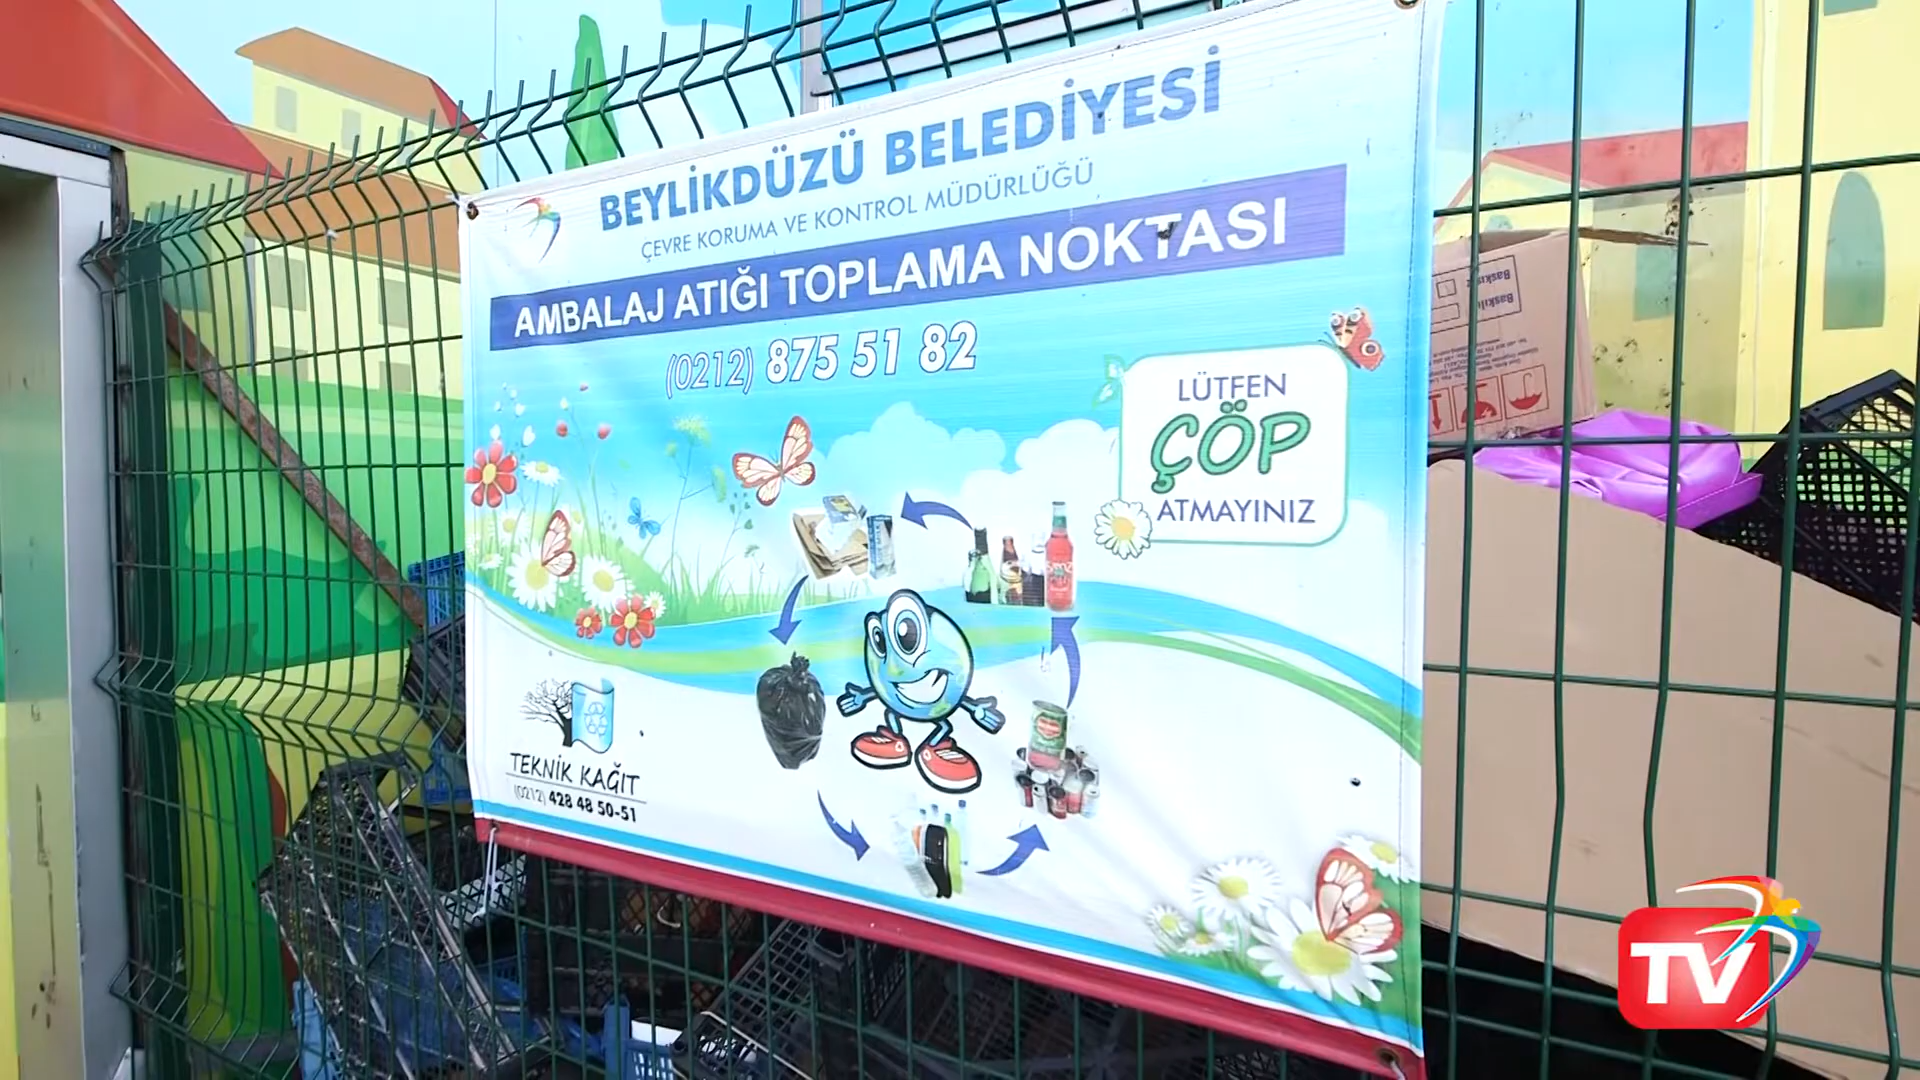 BEYLİKDÜZÜ BELEDİYESİ
ÇEVRE KORUMA VE KONTROL MÜDÜRLÜĞÜ
AMBALAJ ATIĞI TOPLAMA NOKTASI
(0212) 875 51 82
LÜTFEN
ÇÖP
ATMAYINIZ
TEKNİK KAĞIT
(0212) 428 48 50-51
TV